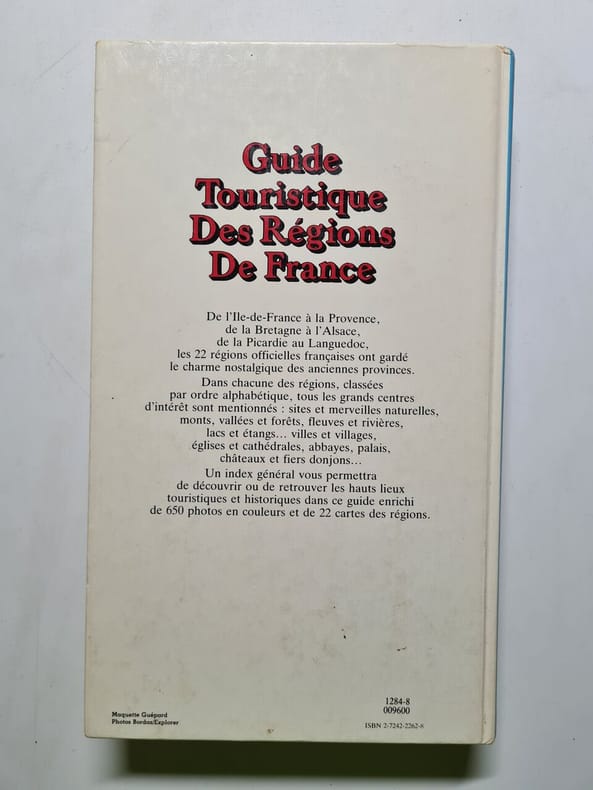 Guide
Touristique
Des Régions
De France
De l'Ile-de-France à la Provence,
de la Bretagne à l'Alsace,
de la Picardie au Languedoc,
les 22 régions officielles françaises ont gardé
le charme nostalgique des anciennes provinces.
Dans chacune des régions, classées
par ordre alphabétique, tous les grands centres
d'intérêt sont mentionnés : sites et merveilles naturelles,
monts, vallées et forêts, fleuves et rivières,
lacs et étangs... villes et villages,
églises et cathédrales, abbayes, palais,
châteaux et fiers donjons...
Un index général vous permettra
de découvrir ou de retrouver les hauts lieux
touristiques et historiques dans ce guide enrichi
de 650 photos en couleurs et de 22 cartes des régions.
Maquette Guépard
Photos Bordas/Explorer
1284-8
009600
ISBN 2-7242-2262-8